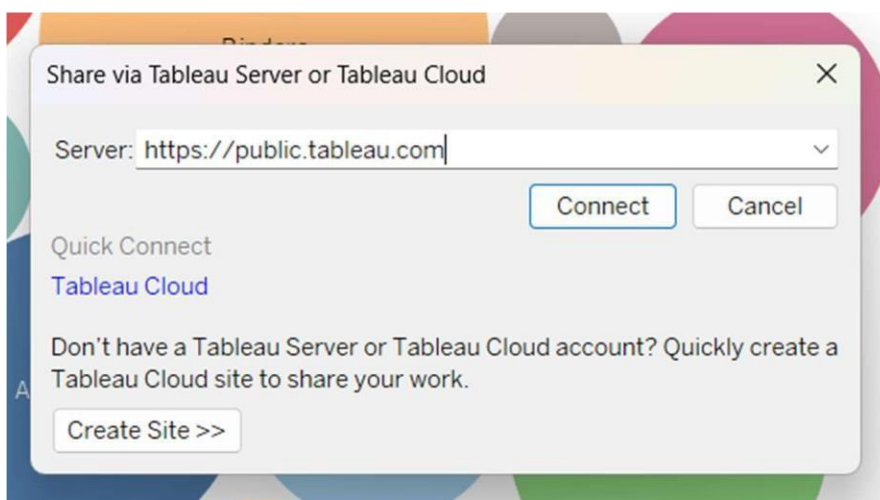 Share via Tableau Server or Tableau Cloud
Server: https://public.tableau.com
Connect Cancel
Quick Connect
Tableau Cloud
Don't have a Tableau Server or Tableau Cloud account? Quickly create a
Tableau Cloud site to share your work.
A
Create Site >>